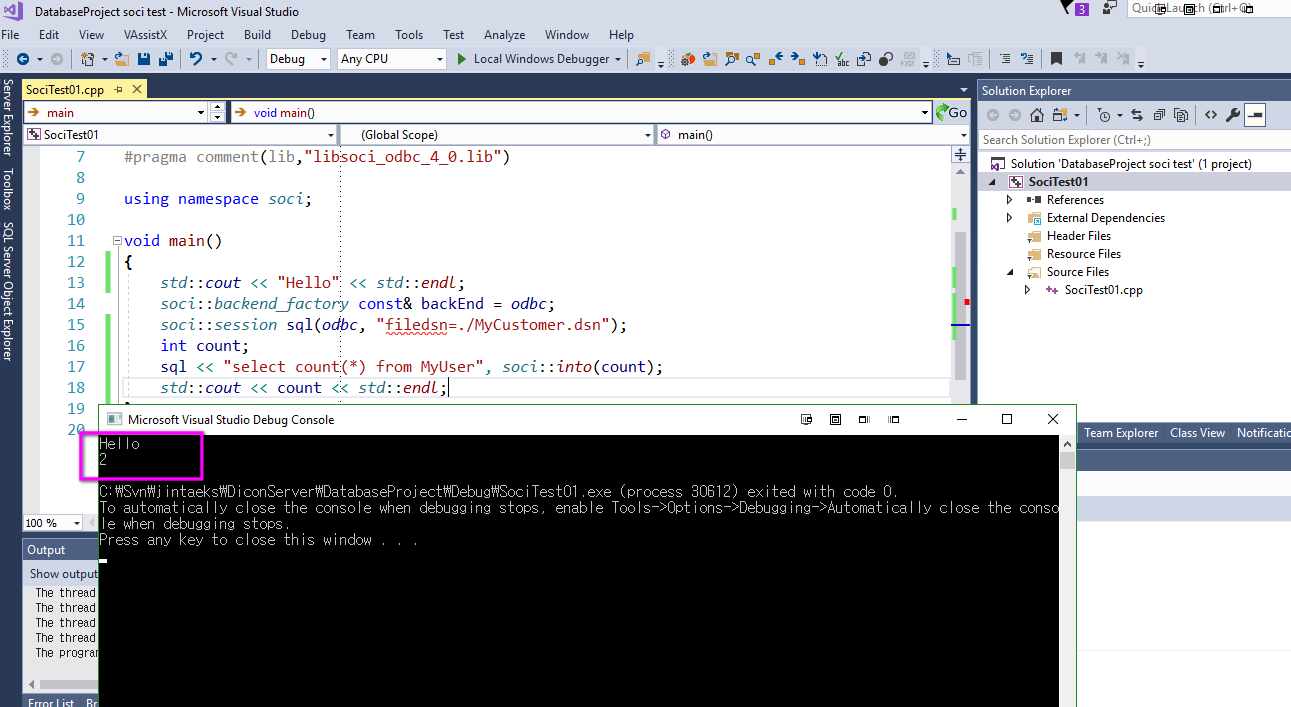 DatabaseProject soci test - Microsoft Visual Studio
3
File Edit View VAssistX Project Build Debug Team Tools Test Analyze Window Help
Debug Any CPU Local Windows Debugger
Server Explorer
Toolbox
SQL Server Object Explorer
SociTest01.cpp
main void main() Go
SociTest01 (Global Scope) main()
7 #pragma comment(lib,"libsoci_odbc_4_0.lib")
8
9 using namespace soci;
10
11 void main()
12 {
13 std::cout << "Hello" << std::endl;
14 soci::backend_factory const& backEnd = odbc;
15 soci::session sql(odbc, "filedsn=./MyCustomer.dsn");
16 int count;
17 sql << "select count(*) from MyUser", soci::into(count);
18 std::cout << count << std::endl;
19
20
100 %
Output
Show output
The thread
The thread
The thread
The thread
The progra
Error List
Microsoft Visual Studio Debug Console
Hello
2
C:₩Svn₩jintaeks₩DiconServer₩DatabaseProject₩Debug₩SociTest01.exe (process 30612) exited with code 0.
To automatically close the console when debugging stops, enable Tools->Options->Debugging->Automatically close the conso
le when debugging stops.
Press any key to close this window . . .
Solution Explorer
Search Solution Explorer (Ctrl+;)
Solution 'DatabaseProject soci test' (1 project)
SociTest01
References
External Dependencies
Header Files
Resource Files
Source Files
SociTest01.cpp
Team Explorer Class View Notificatio